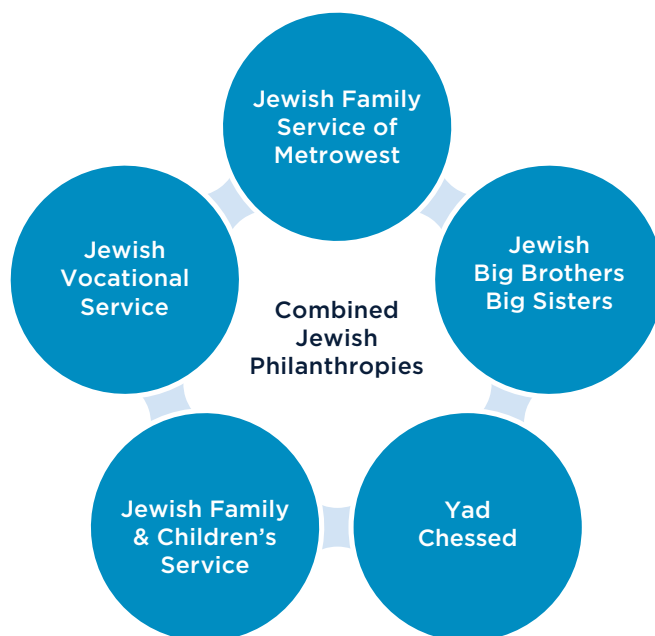 Jewish Family
Service of
Metrowest
Jewish
Big Brothers
Big Sisters
Jewish
Vocational
Service
Combined
Jewish
Philanthropies
Jewish Family
& Children’s
Service
Yad
Chessed